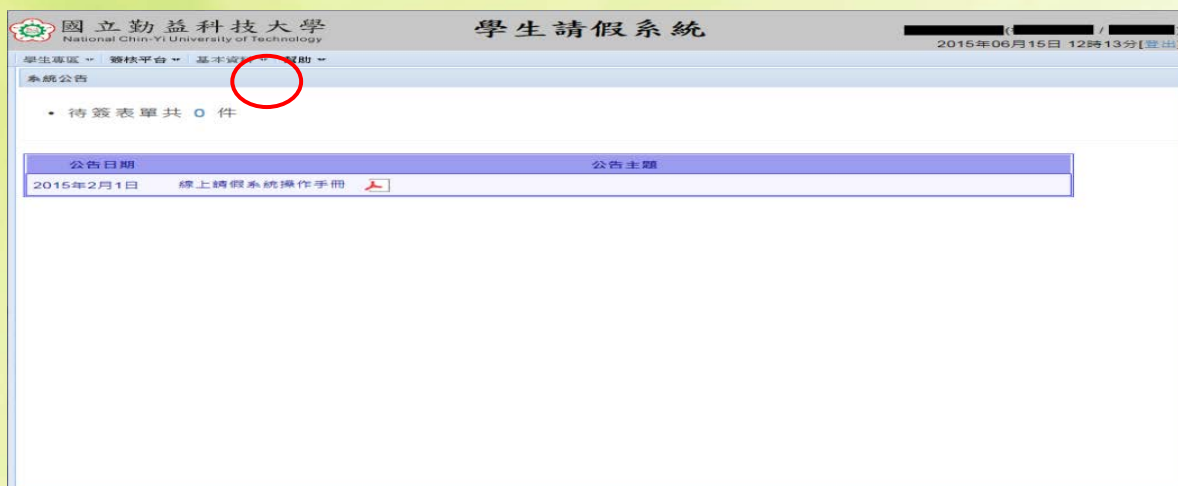 國立勤益科技大學
National Chin-Yi University of Technology
學生請假系統
( / )
2015年06月15日 12時13分[登出]
學生專區 簽核平台 基本資料 幫助
系統公告
• 待簽表單共 0 件
公告日期 公告主題
2015年2月1日 線上請假系統操作手冊